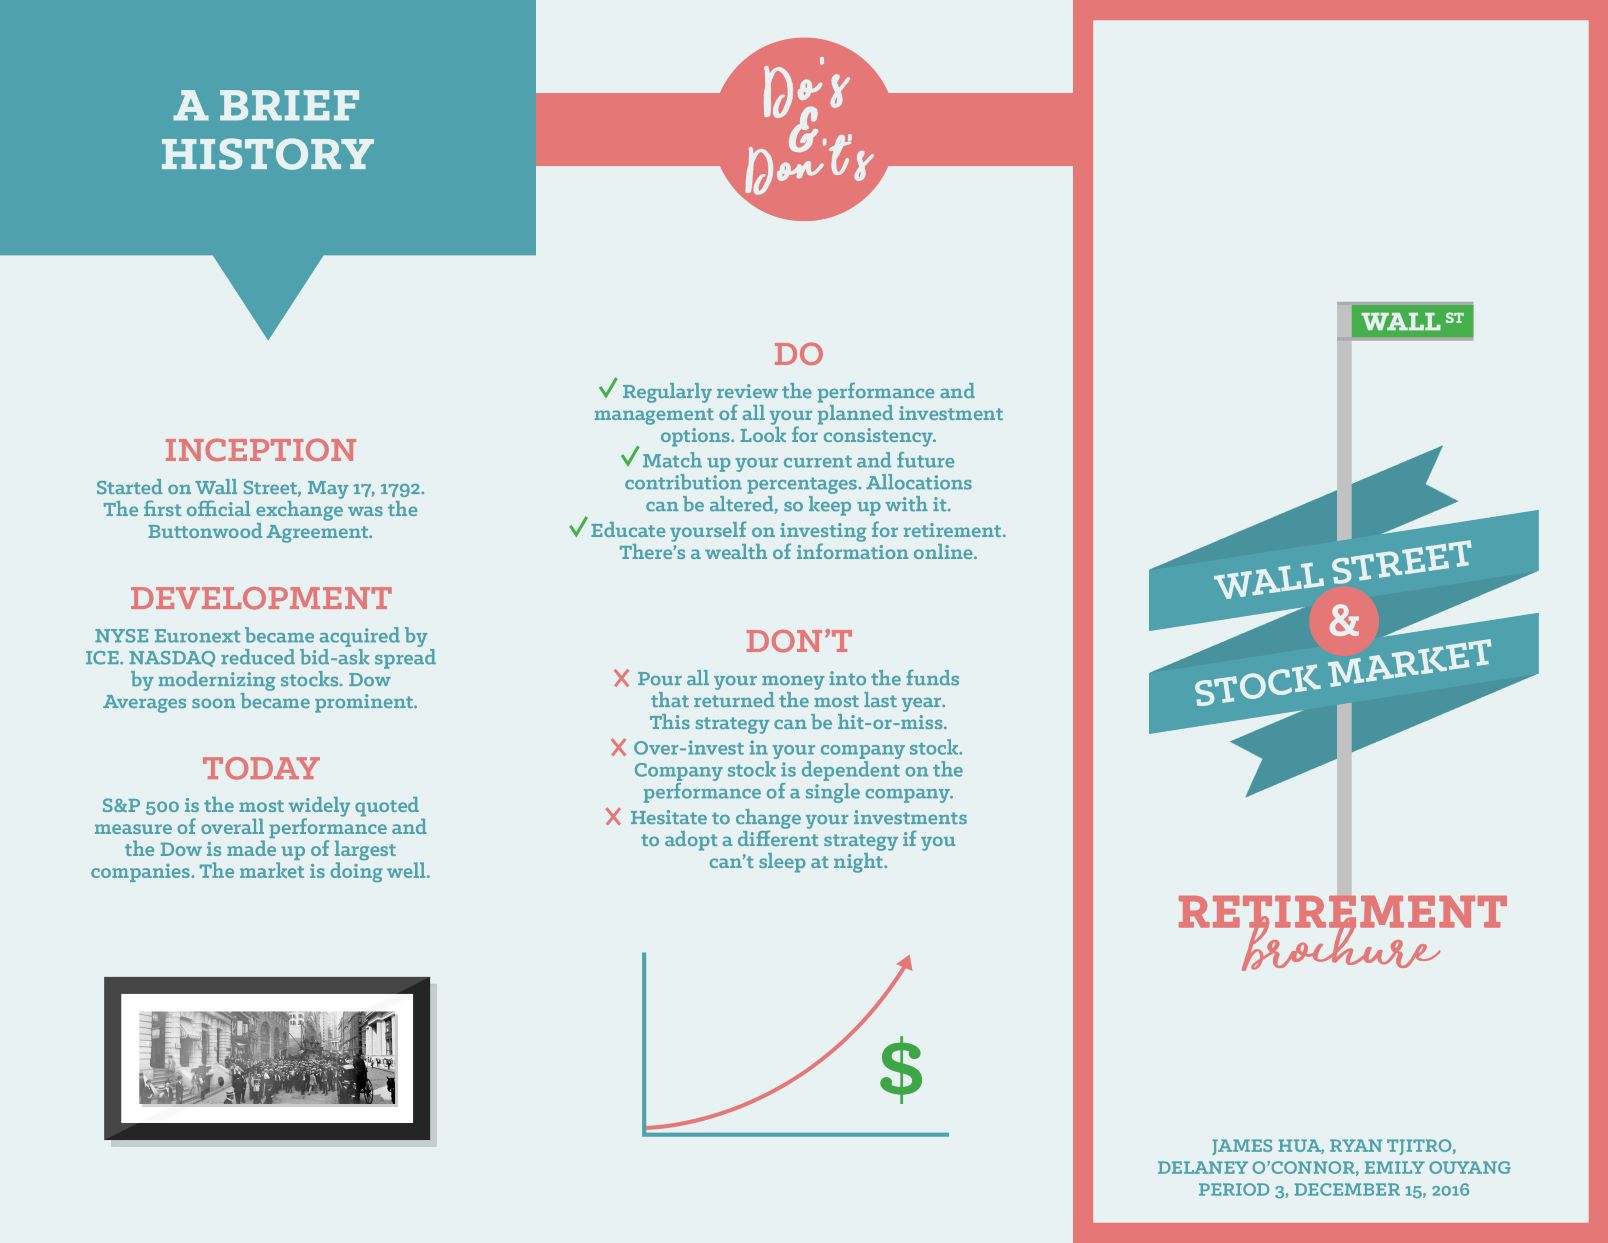 A BRIEF
HISTORY
INCEPTION
Started on Wall Street, May 17, 1792.
The first official exchange was the
Buttonwood Agreement.
DEVELOPMENT
NYSE Euronext became acquired by
ICE. NASDAQ reduced bid-ask spread
by modernizing stocks. Dow
Averages soon became prominent.
TODAY
S&P 500 is the most widely quoted
measure of overall performance and
the Dow is made up of largest
companies. The market is doing well.
Do's
&
Don't's
DO
Regularly review the performance and
management of all your planned investment
options. Look for consistency.
Match up your current and future
contribution percentages. Allocations
can be altered, so keep up with it.
Educate yourself on investing for retirement.
There's a wealth of information online.
DON'T
Pour all your money into the funds
that returned the most last year.
This strategy can be hit-or-miss.
Over-invest in your company stock.
Company stock is dependent on the
performance of a single company.
Hesitate to change your investments
to adopt a different strategy if you
can't sleep at night.
$
WALL ST
WALL STREET
&
STOCK MARKET
RETIREMENT
brochure
JAMES HUA, RYAN TJITRO,
DELANEY O'CONNOR, EMILY OUYANG
PERIOD 3, DECEMBER 15, 2016